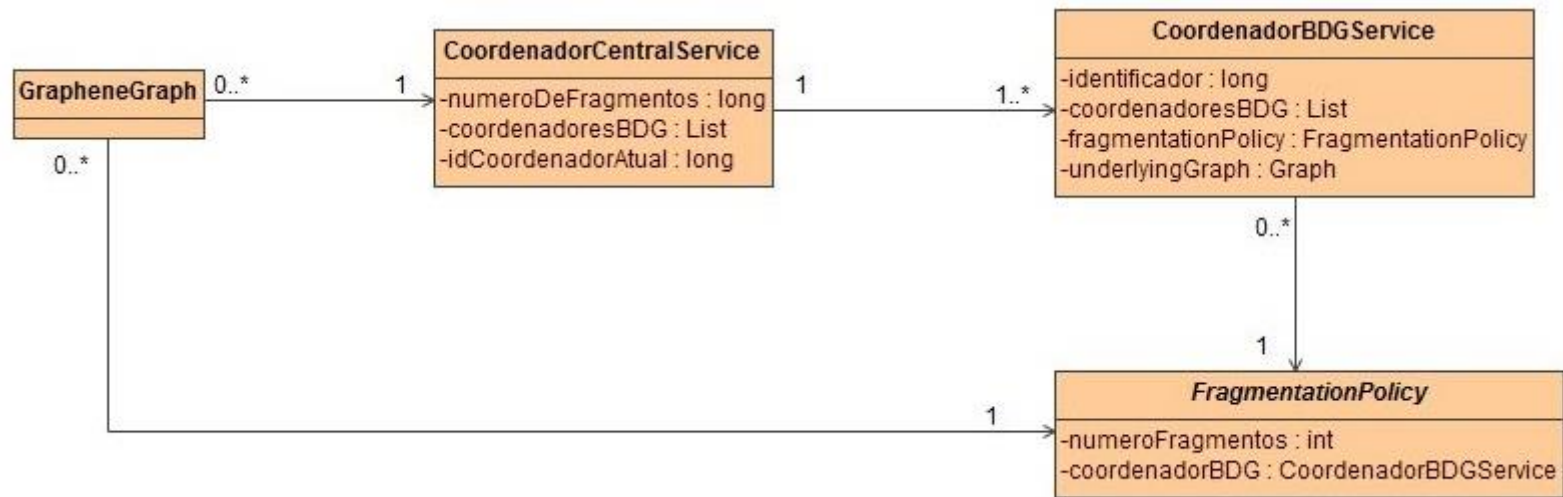 GrapheneGraph
0..*
1
CoordenadorCentralService
-numeroDeFragmentos : long
-coordenadoresBDG : List
-idCoordenadorAtual : long
1
1..*
CoordenadorBDGService
-identificador : long
-coordenadoresBDG : List
-fragmentationPolicy : FragmentationPolicy
-underlyingGraph : Graph
0..*
0..*
1
1
FragmentationPolicy
-numeroFragmentos : int
-coordenadorBDG : CoordenadorBDGService